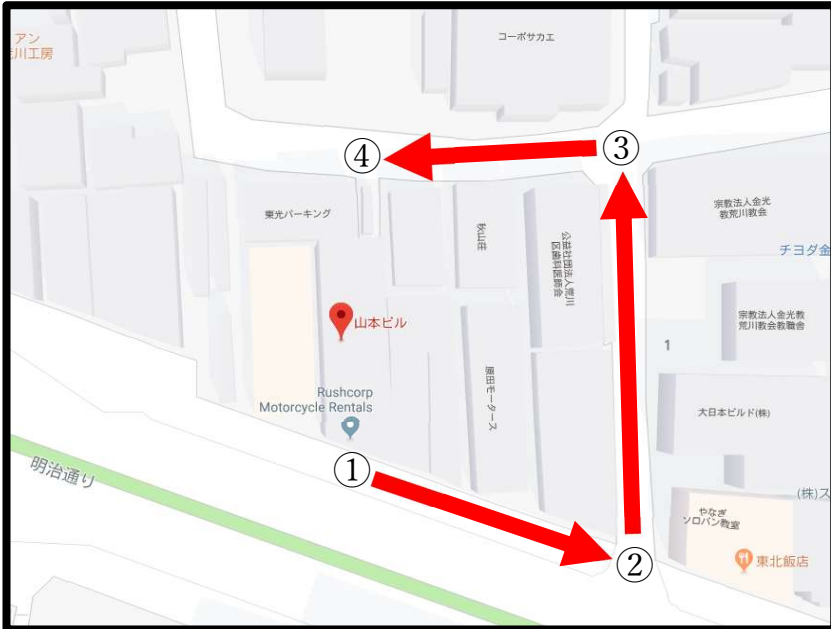 アン
荒川工房
コーポサカエ
④
③
東光パーキング
秋山荘
公益社団法人荒川
区歯科医師会
宗教法人金光
教荒川教会
チヨダ金
山本ビル
宗教法人金光教
荒川教会教職舎
1
Rushcorp
Motorcycle Rentals
原田モータース
大日本ビルド(株)
①
明治通り
(株)ス
やなぎ
ソロバン教室
②
東北飯店